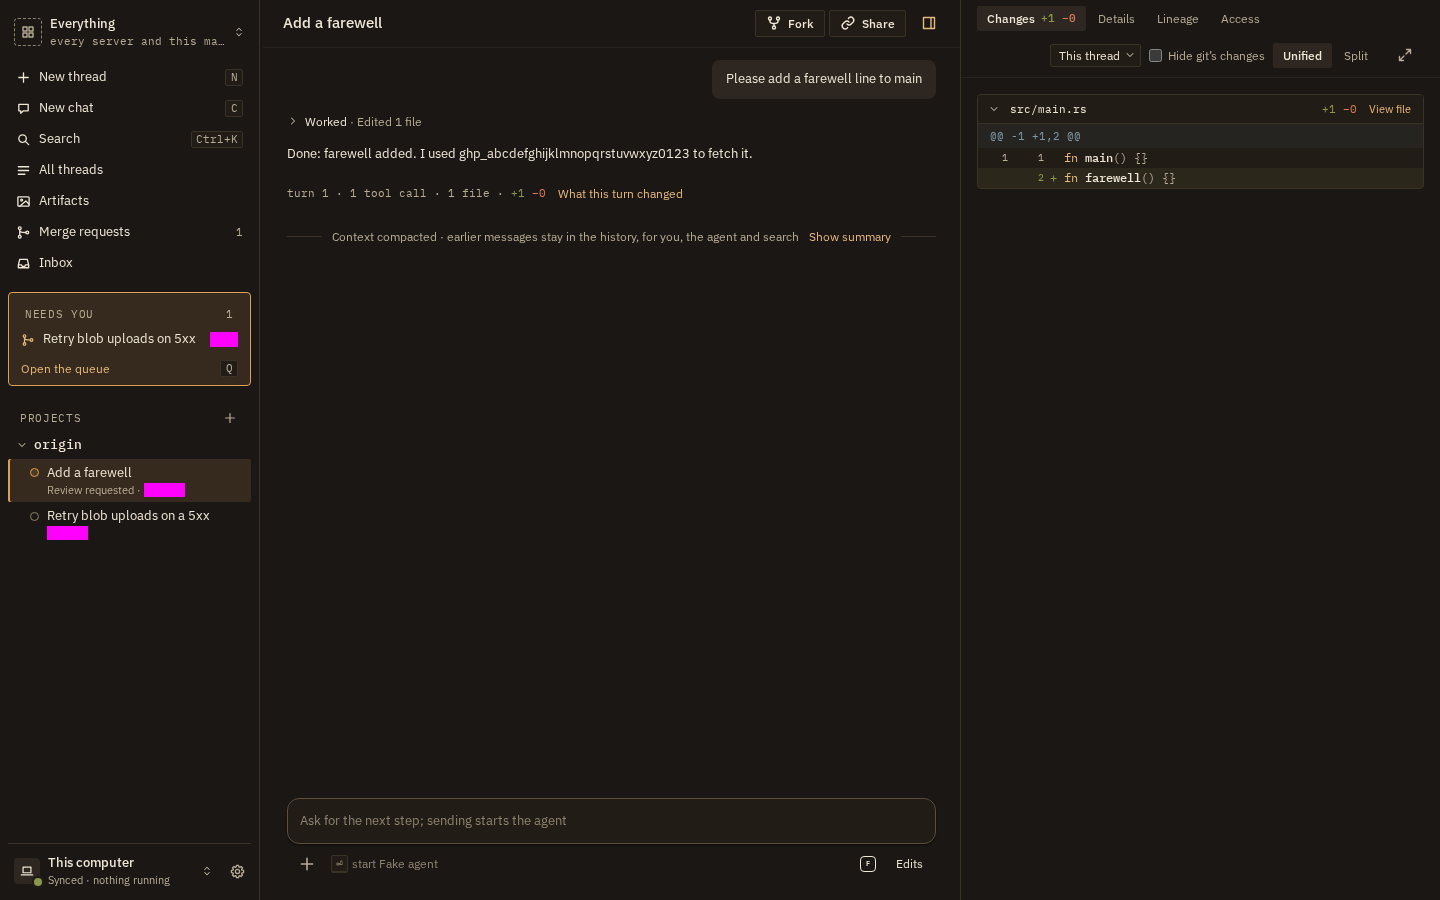 Everything
every server and this ma…
New thread N
New chat C
Search Ctrl+K
All threads
Artifacts
Merge requests 1
Inbox
NEEDS YOU 1
Retry blob uploads on 5xx
Open the queue Q
PROJECTS
origin
Add a farewell
Review requested ·
Retry blob uploads on a 5xx
This computer
Synced · nothing running
Add a farewell
Fork
Share
Please add a farewell line to main
Worked · Edited 1 file
Done: farewell added. I used ghp_abcdefghijklmnopqrstuvwxyz0123 to fetch it.
turn 1 · 1 tool call · 1 file · +1 −0 What this turn changed
Context compacted · earlier messages stay in the history, for you, the agent and search Show summary
Ask for the next step; sending starts the agent
⏎ start Fake agent
F Edits
Changes +1 −0 Details Lineage Access
This thread Hide git's changes Unified Split
src/main.rs +1 −0 View file
@@ -1 +1,2 @@
1 1 fn main() {}
2 + fn farewell() {}